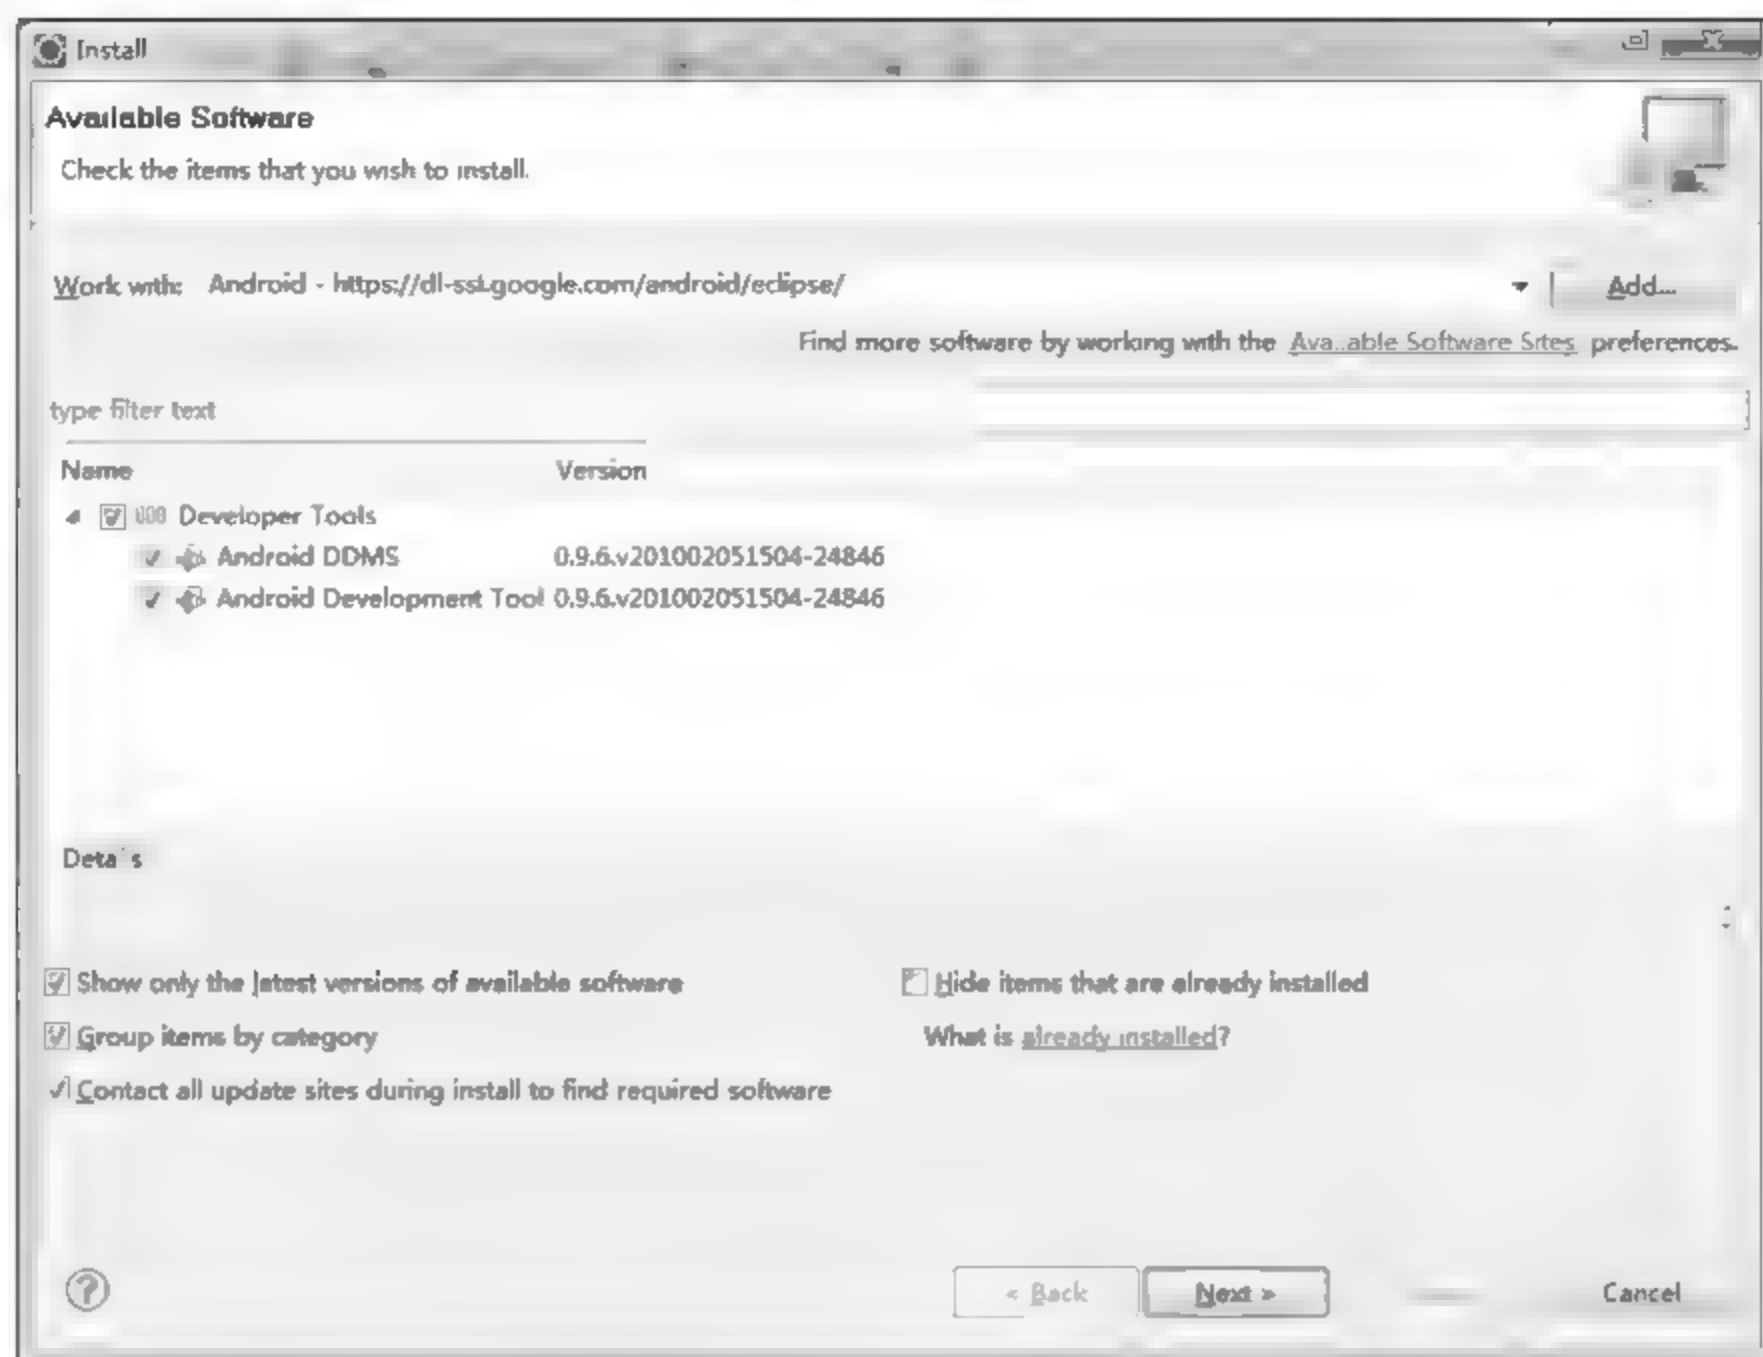 Install
Available Software
Check the items that you wish to install.
Work with: Android - https://dl-ssl.google.com/android/eclipse/ Add...
Find more software by working with the Available Software Sites preferences.
type filter text
Name Version
Developer Tools
Android DDMS 0.9.6.v201002051504-24846
Android Development Tool 0.9.6.v201002051504-24846
Details
Show only the latest versions of available software Hide items that are already installed
Group items by category What is already installed?
Contact all update sites during install to find required software
< Back Next > Cancel